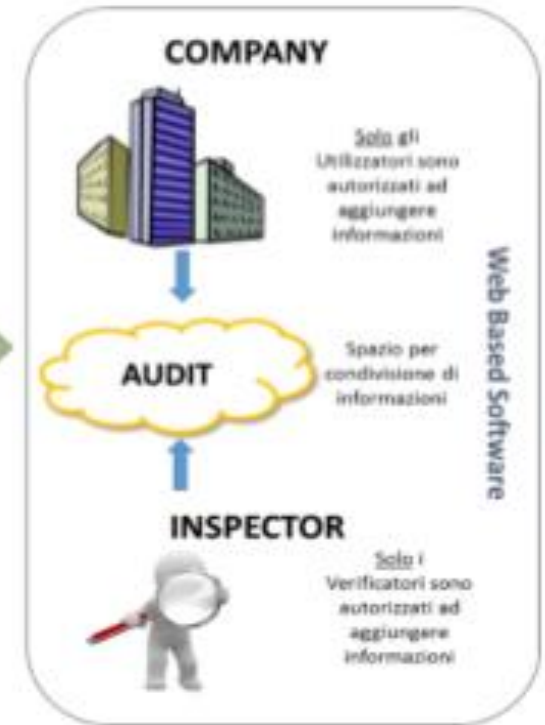 COMPANY
Solo gli
Utilizzatori sono
autorizzati ad
aggiungere
informazioni
AUDIT
Spazio per
condivisione di
informazioni
Web Based Software
INSPECTOR
Solo i
Verificatori sono
autorizzati ad
aggiungere
informazioni